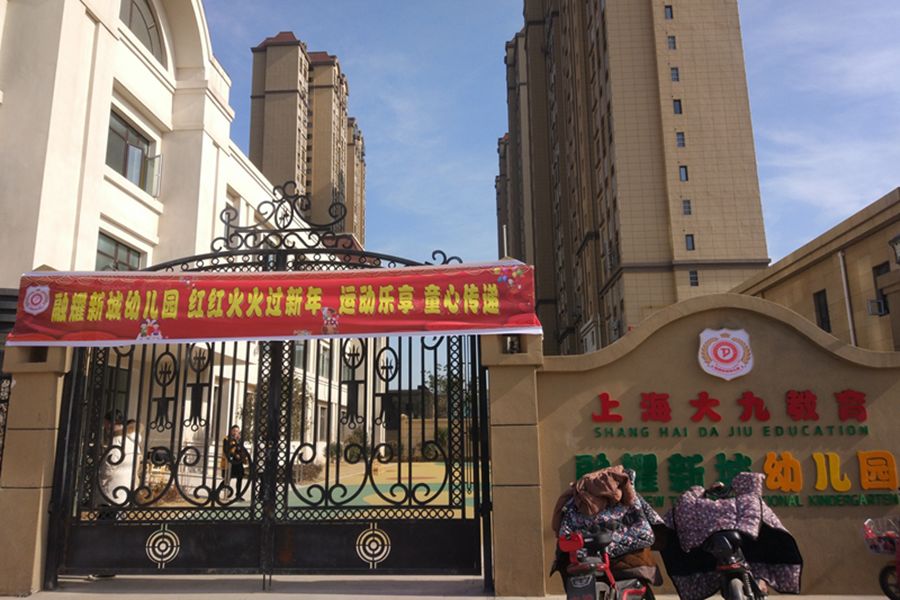 融耀新城幼儿园 红红火火过新年 运动乐享 童心传递
上海大九教育
SHANG HAI DA JIU EDUCATION
融耀新城幼儿园
KINDERGARTEN